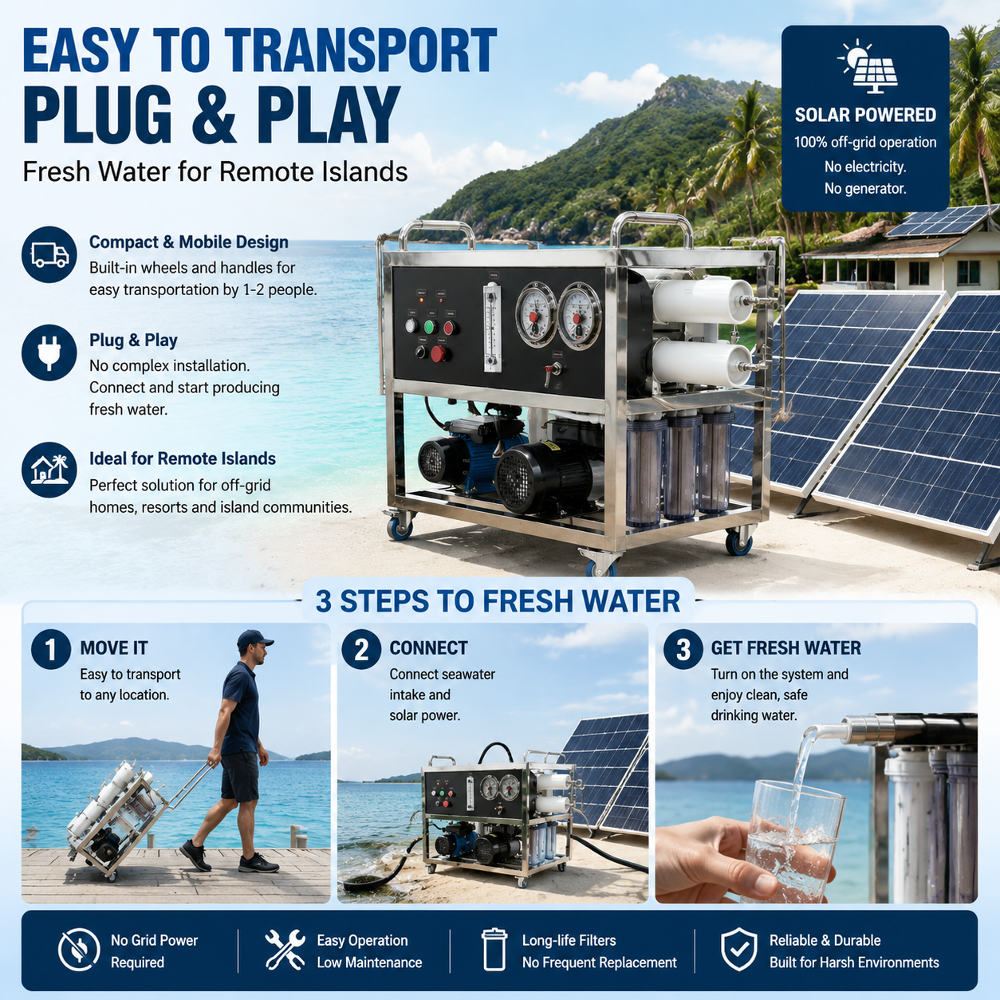 EASY TO TRANSPORT
PLUG & PLAY
Fresh Water for Remote Islands
SOLAR POWERED
100% off-grid operation
No electricity.
No generator.
Compact & Mobile Design
Built-in wheels and handles for
easy transportation by 1-2 people.
Plug & Play
No complex installation.
Connect and start producing
fresh water.
Ideal for Remote Islands
Perfect solution for off-grid
homes, resorts and island communities.
3 STEPS TO FRESH WATER
1 MOVE IT
Easy to transport
to any location.
2 CONNECT
Connect seawater
intake and
solar power.
3 GET FRESH WATER
Turn on the system and
enjoy clean, safe
drinking water.
No Grid Power
Required
Easy Operation
Low Maintenance
Long-life Filters
No Frequent Replacement
Reliable & Durable
Built for Harsh Environments